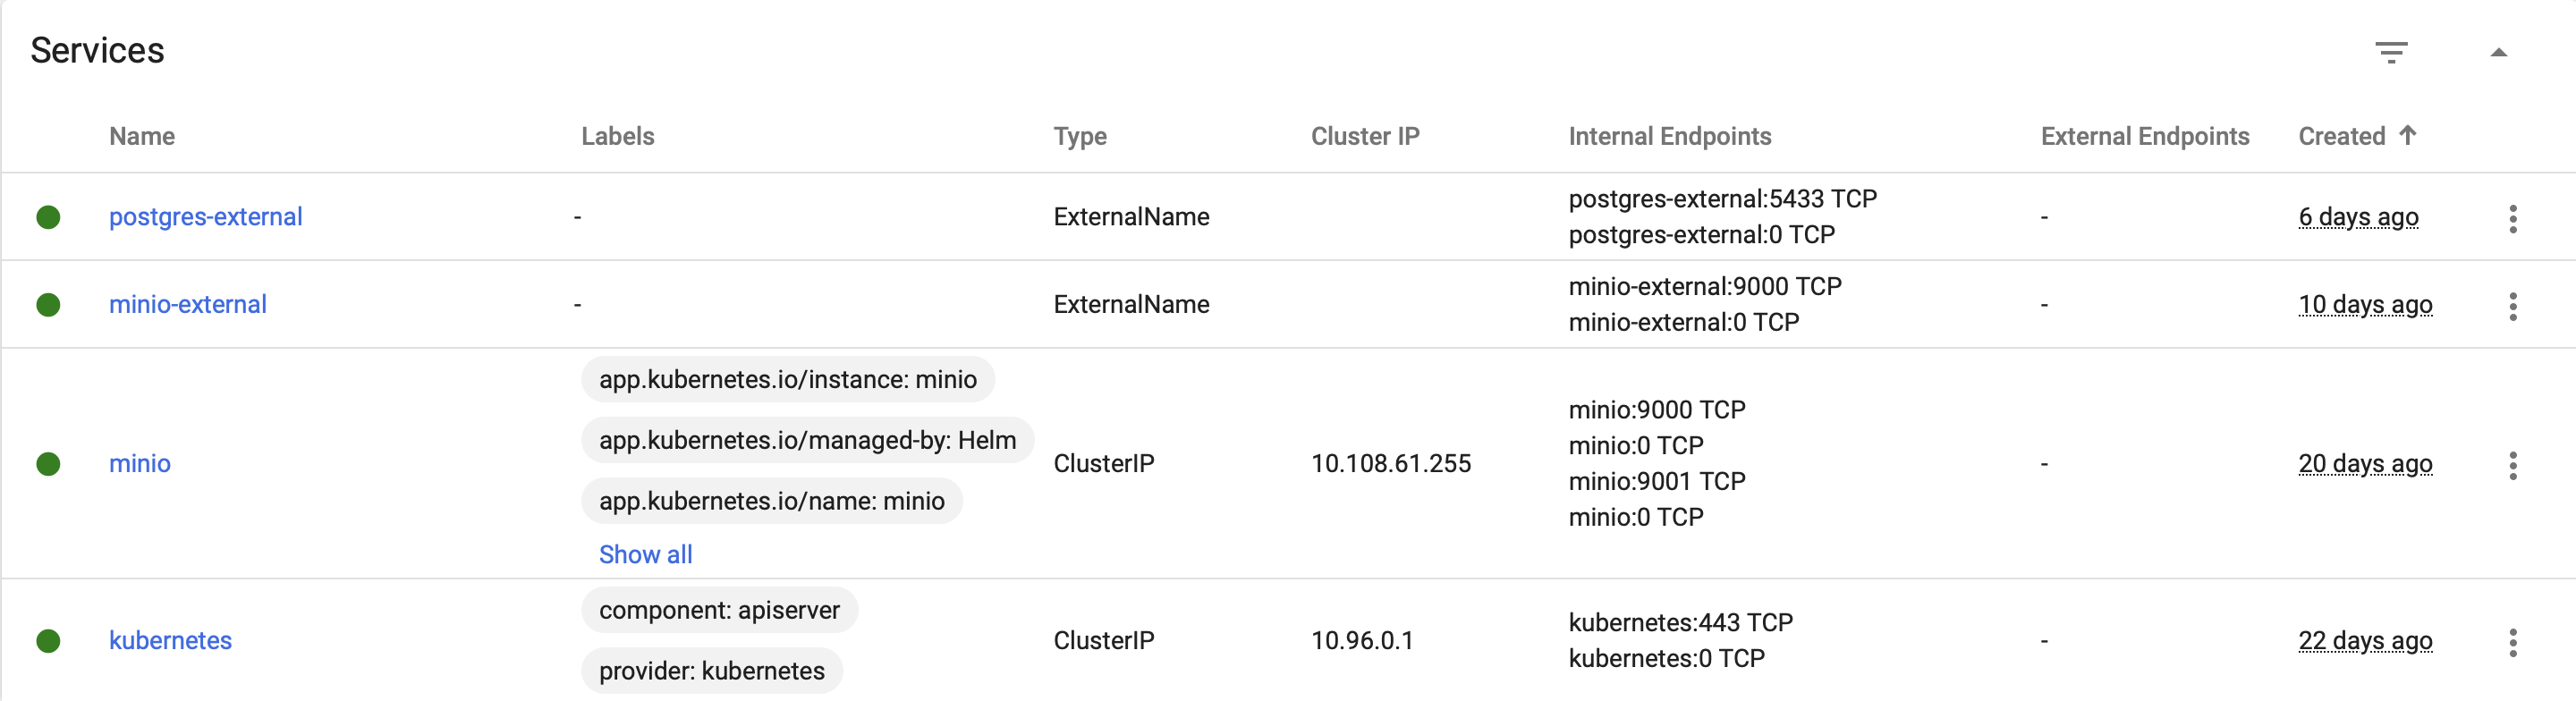 Services
Name Labels Type Cluster IP Internal Endpoints External Endpoints Created ↑
postgres-external - ExternalName postgres-external:5433 TCP - 6 days ago
postgres-external:0 TCP
minio-external - ExternalName minio-external:9000 TCP - 10 days ago
minio-external:0 TCP
app.kubernetes.io/instance: minio
minio:9000 TCP
app.kubernetes.io/managed-by: Helm
minio:0 TCP
minio ClusterIP 10.108.61.255 - 20 days ago
minio:9001 TCP
app.kubernetes.io/name: minio
minio:0 TCP
Show all
component: apiserver
kubernetes:443 TCP
kubernetes ClusterIP 10.96.0.1 - 22 days ago
kubernetes:0 TCP
provider: kubernetes